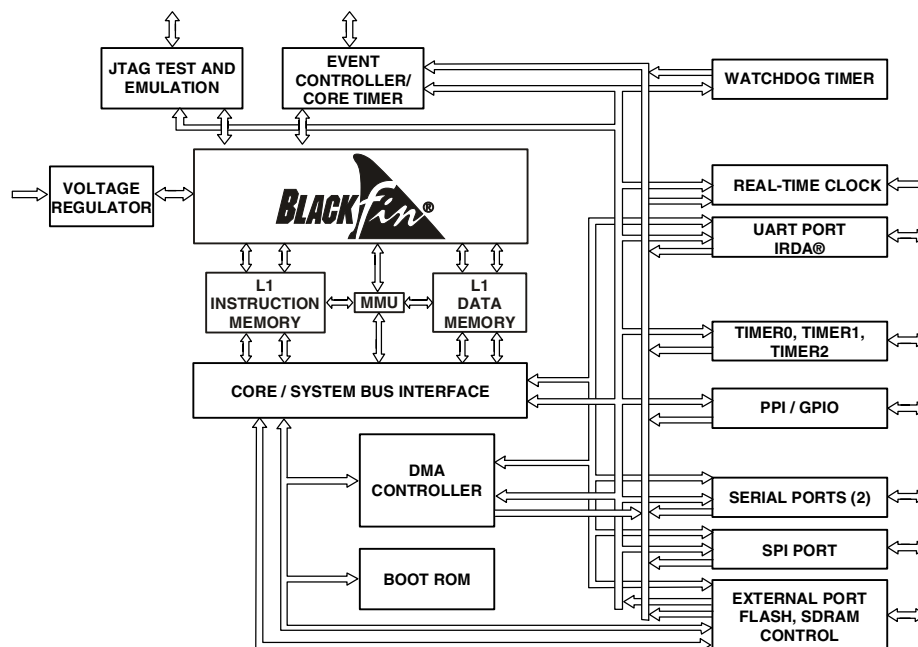 JTAG TEST AND
EMULATION
EVENT
CONTROLLER/
CORE TIMER
WATCHDOG TIMER
VOLTAGE
REGULATOR
BLACKfin®
REAL-TIME CLOCK
UART PORT
IRDA®
L1
INSTRUCTION
MEMORY
MMU
L1
DATA
MEMORY
TIMER0, TIMER1,
TIMER2
CORE / SYSTEM BUS INTERFACE
PPI / GPIO
DMA
CONTROLLER
SERIAL PORTS (2)
SPI PORT
BOOT ROM
EXTERNAL PORT
FLASH, SDRAM
CONTROL